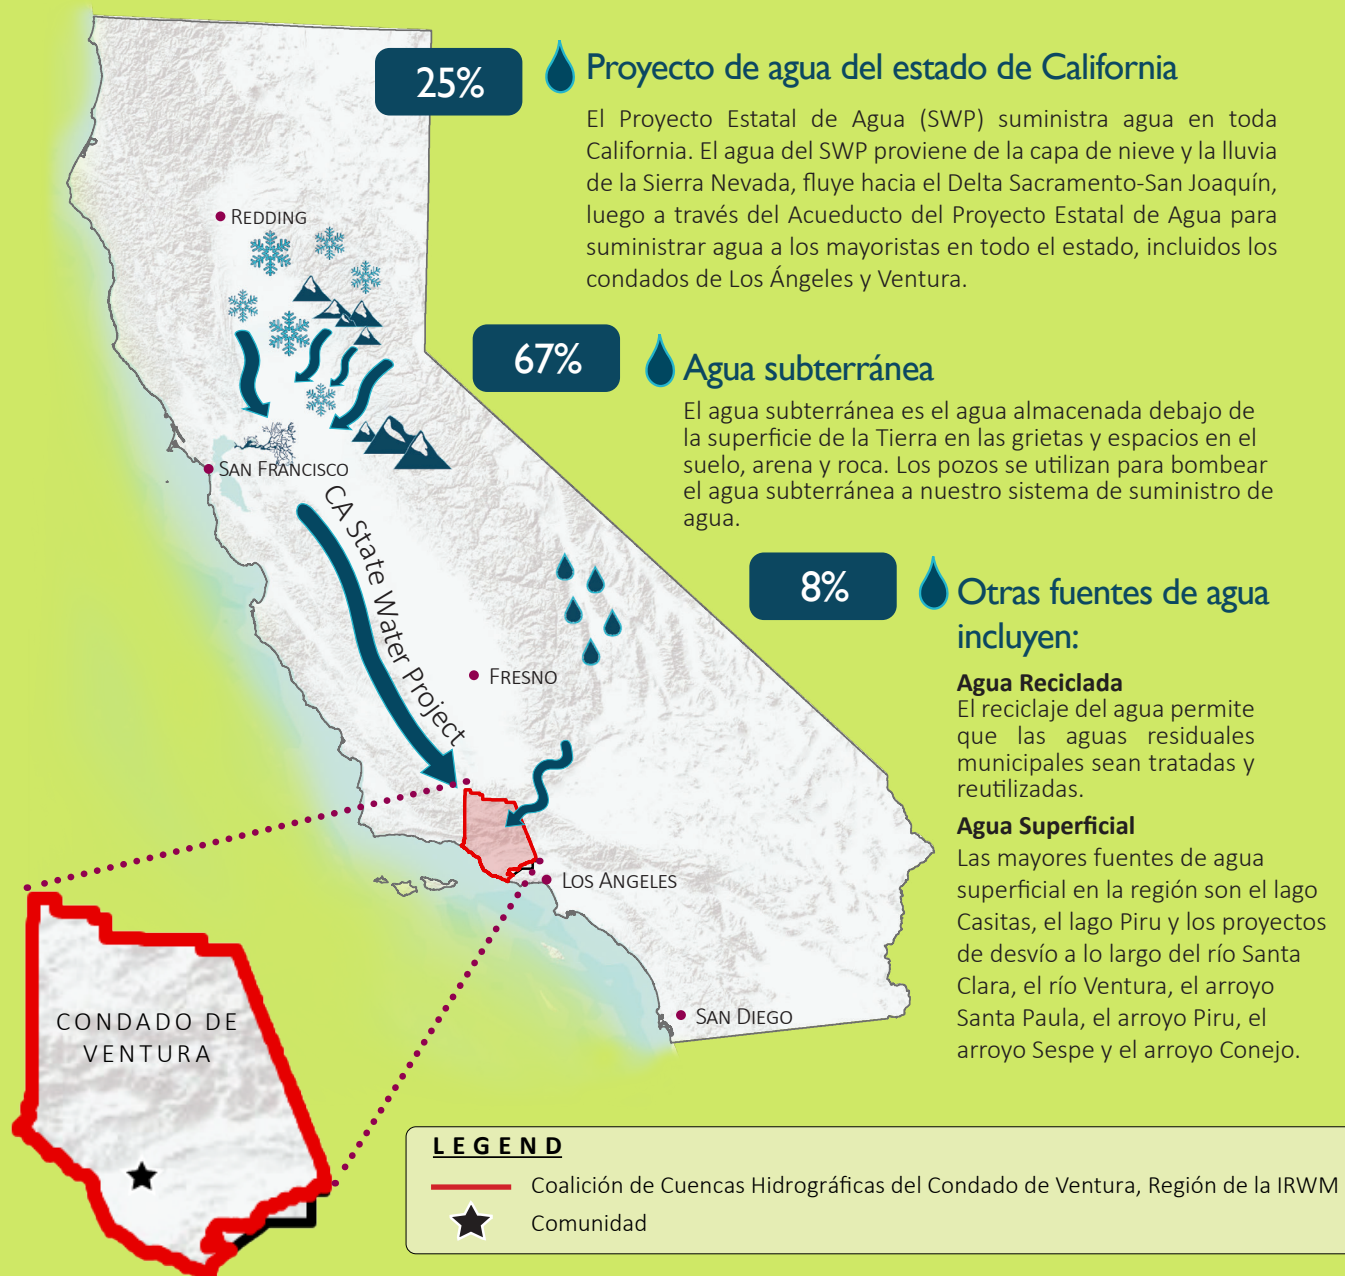 25%
Proyecto de agua del estado de California
El Proyecto Estatal de Agua (SWP) suministra agua en toda
California. El agua del SWP proviene de la capa de nieve y la lluvia
de la Sierra Nevada, fluye hacia el Delta Sacramento-San Joaquín,
luego a través del Acueducto del Proyecto Estatal de Agua para
suministrar agua a los mayoristas en todo el estado, incluidos los
condados de Los Ángeles y Ventura.
67%
Agua subterránea
El agua subterránea es el agua almacenada debajo de
la superficie de la Tierra en las grietas y espacios en el
suelo, arena y roca. Los pozos se utilizan para bombear
el agua subterránea a nuestro sistema de suministro de
agua.
8%
Otras fuentes de agua
incluyen:
Agua Reciclada
El reciclaje del agua permite
que las aguas residuales
municipales sean tratadas y
reutilizadas.
Agua Superficial
Las mayores fuentes de agua
superficial en la región son el lago
Casitas, el lago Piru y los proyectos
de desvío a lo largo del río Santa
Clara, el río Ventura, el arroyo
Santa Paula, el arroyo Piru, el
arroyo Sespe y el arroyo Conejo.
REDDING
SAN FRANCISCO
CA State Water Project
FRESNO
LOS ANGELES
SAN DIEGO
CONDADO DE
VENTURA
LEGEND
Coalición de Cuencas Hidrográficas del Condado de Ventura, Región de la IRWM
Comunidad